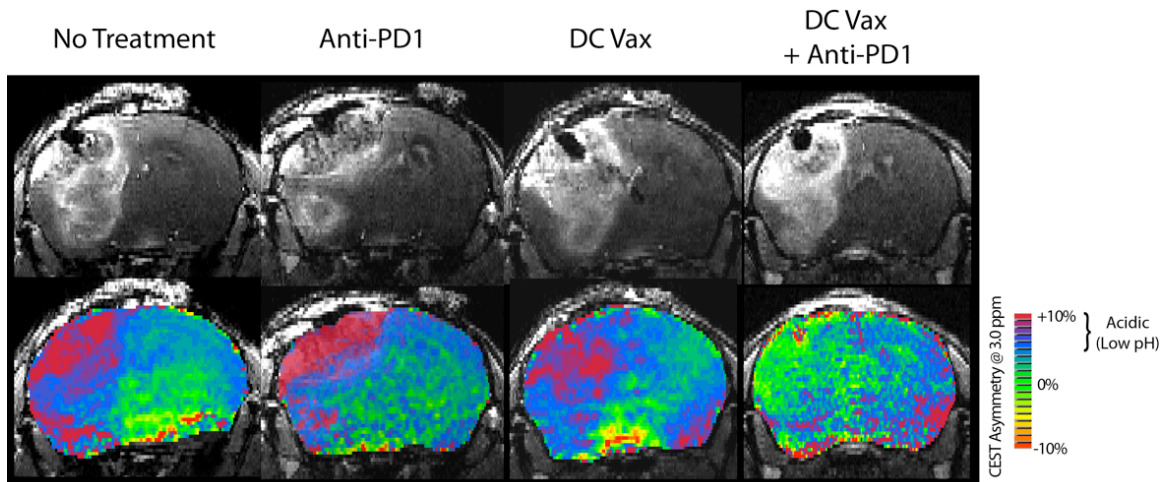 No Treatment
Anti-PD1
DC Vax
DC Vax
+ Anti-PD1
CEST Asymmetry @ 3.0 ppm
+10%
0%
-10%
Acidic
(Low pH)